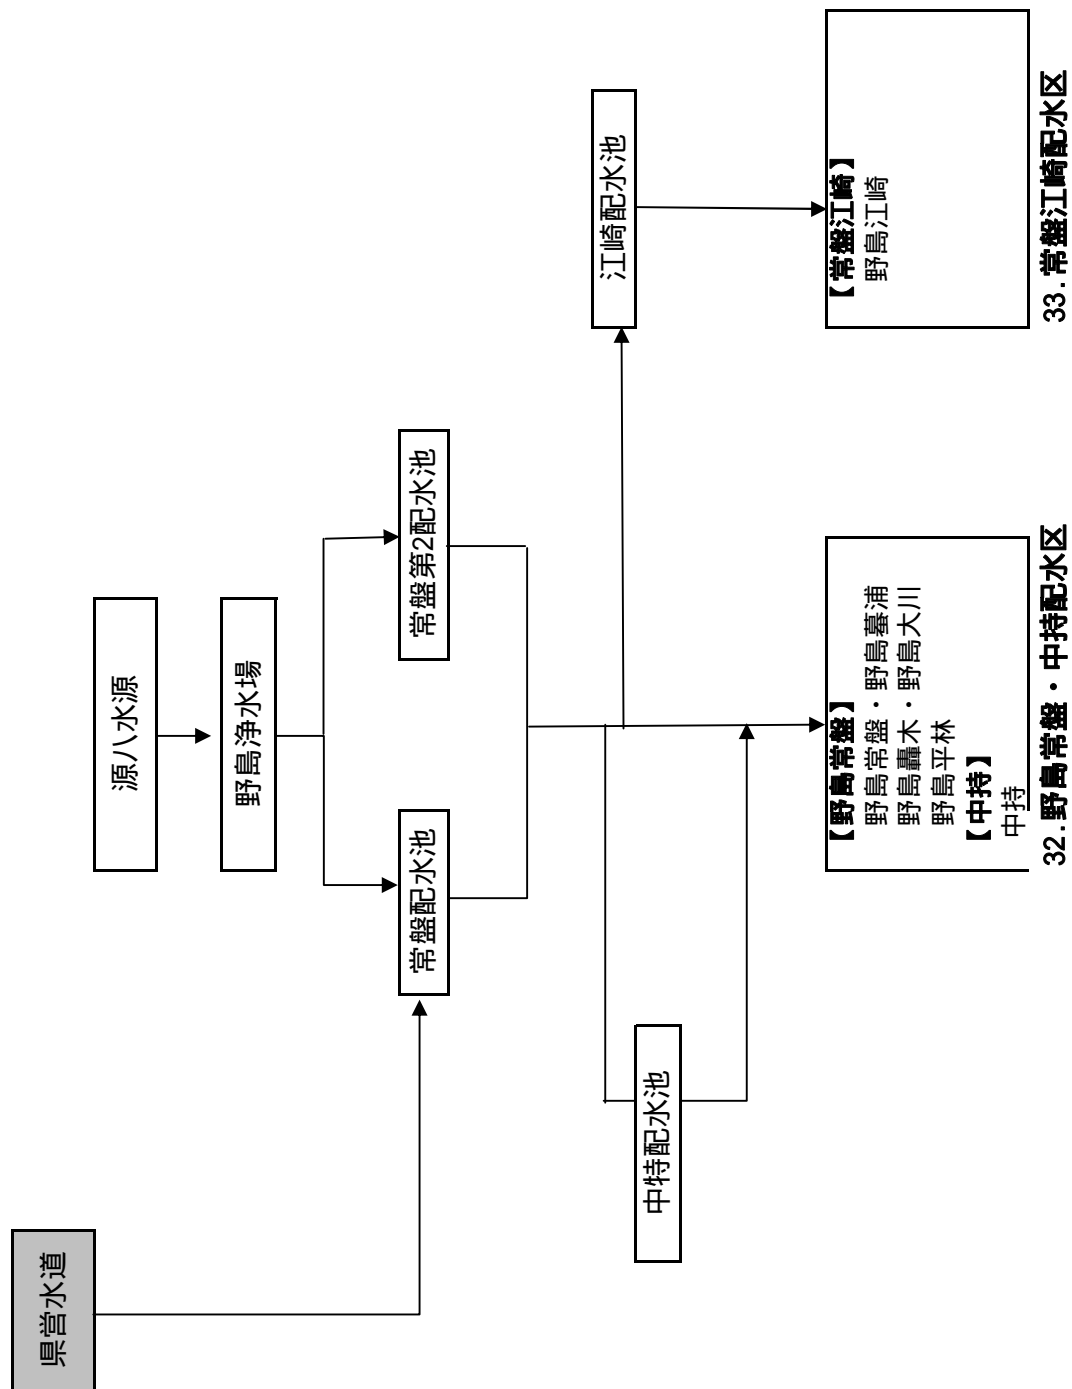 県営水道
源八水源
野島浄水場
常盤配水池
常盤第2配水池
中特配水池
江崎配水池
【野島常盤】
野島常盤・野島蟇浦
野島轟木・野島大川
野島平林
【中持】
中持
32.野島常盤・中持配水区
【常盤江崎】
野島江崎
33.常盤江崎配水区